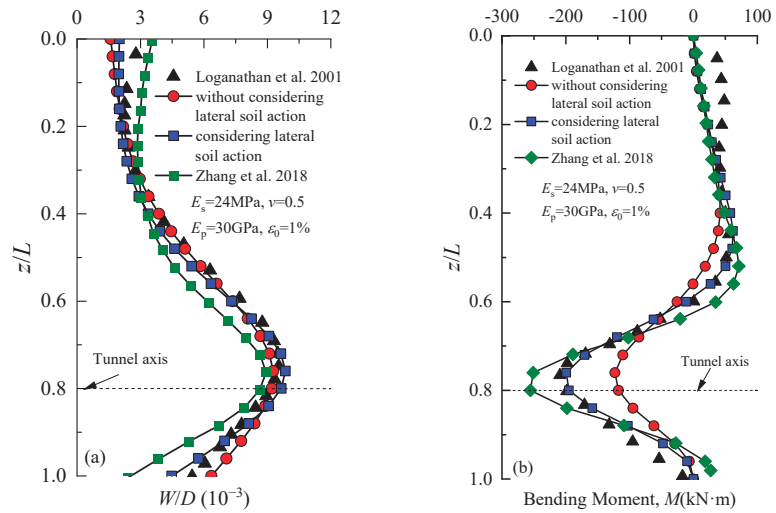 0 3 6 9 12
0.0
0.2
0.4
0.6
0.8
1.0
z/L
Loganathan et al. 2001
without considering
lateral soil action
considering lateral
soil action
Zhang et al. 2018
Eₛ=24MPa, ν=0.5
Eₚ=30GPa, ε₀=1%
Tunnel axis
(a)
W/D (10⁻³)
-300 -200 -100 0 100
0.0
0.2
0.4
0.6
0.8
1.0
z/L
Loganathan et al. 2001
without considering
lateral soil action
considering lateral
soil action
Zhang et al. 2018
Eₛ=24MPa, ν=0.5
Eₚ=30GPa, ε₀=1%
Tunnel axis
(b)
Bending Moment, M(kN·m)